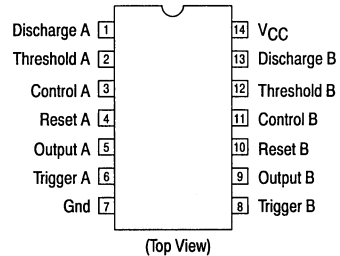 Discharge A 1 14 VCC
Threshold A 2 13 Discharge B
Control A 3 12 Threshold B
Reset A 4 11 Control B
Output A 5 10 Reset B
Trigger A 6 9 Output B
Gnd 7 8 Trigger B
(Top View)